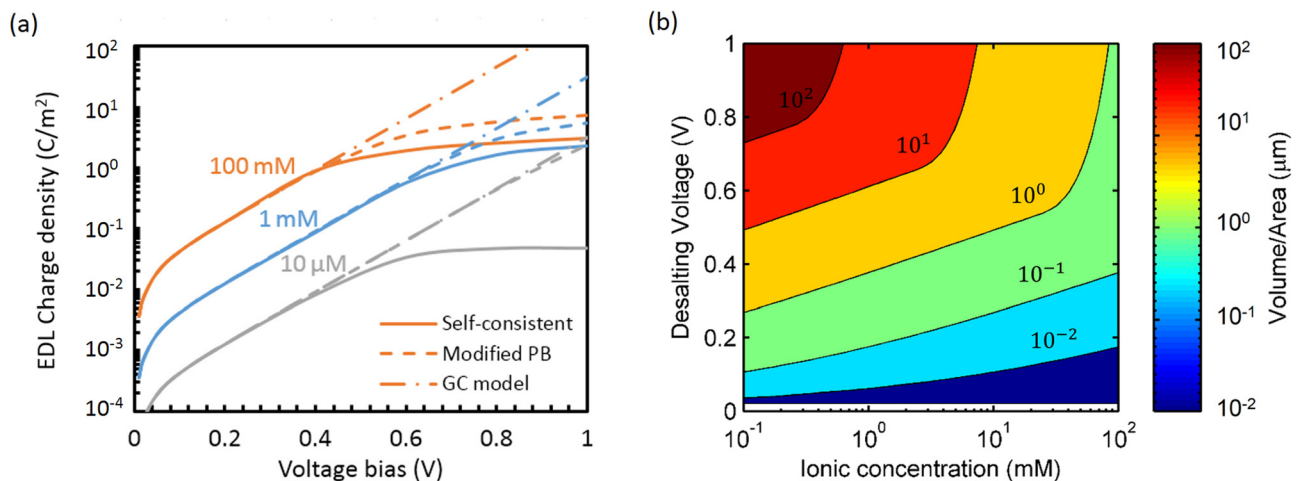 (a)
EDL Charge density (C/m²)
10²
10¹
10⁰
10⁻¹
10⁻²
10⁻³
10⁻⁴
100 mM
1 mM
10 µM
Self-consistent
Modified PB
GC model
0
0.2
0.4
0.6
0.8
1
Voltage bias (V)
(b)
Desalting Voltage (V)
1
0.8
0.6
0.4
0.2
0
10²
10¹
10⁰
10⁻¹
10⁻²
10⁻¹
10⁰
10¹
10²
Ionic concentration (mM)
10²
10¹
10⁰
10⁻¹
10⁻²
Volume/Area (µm)